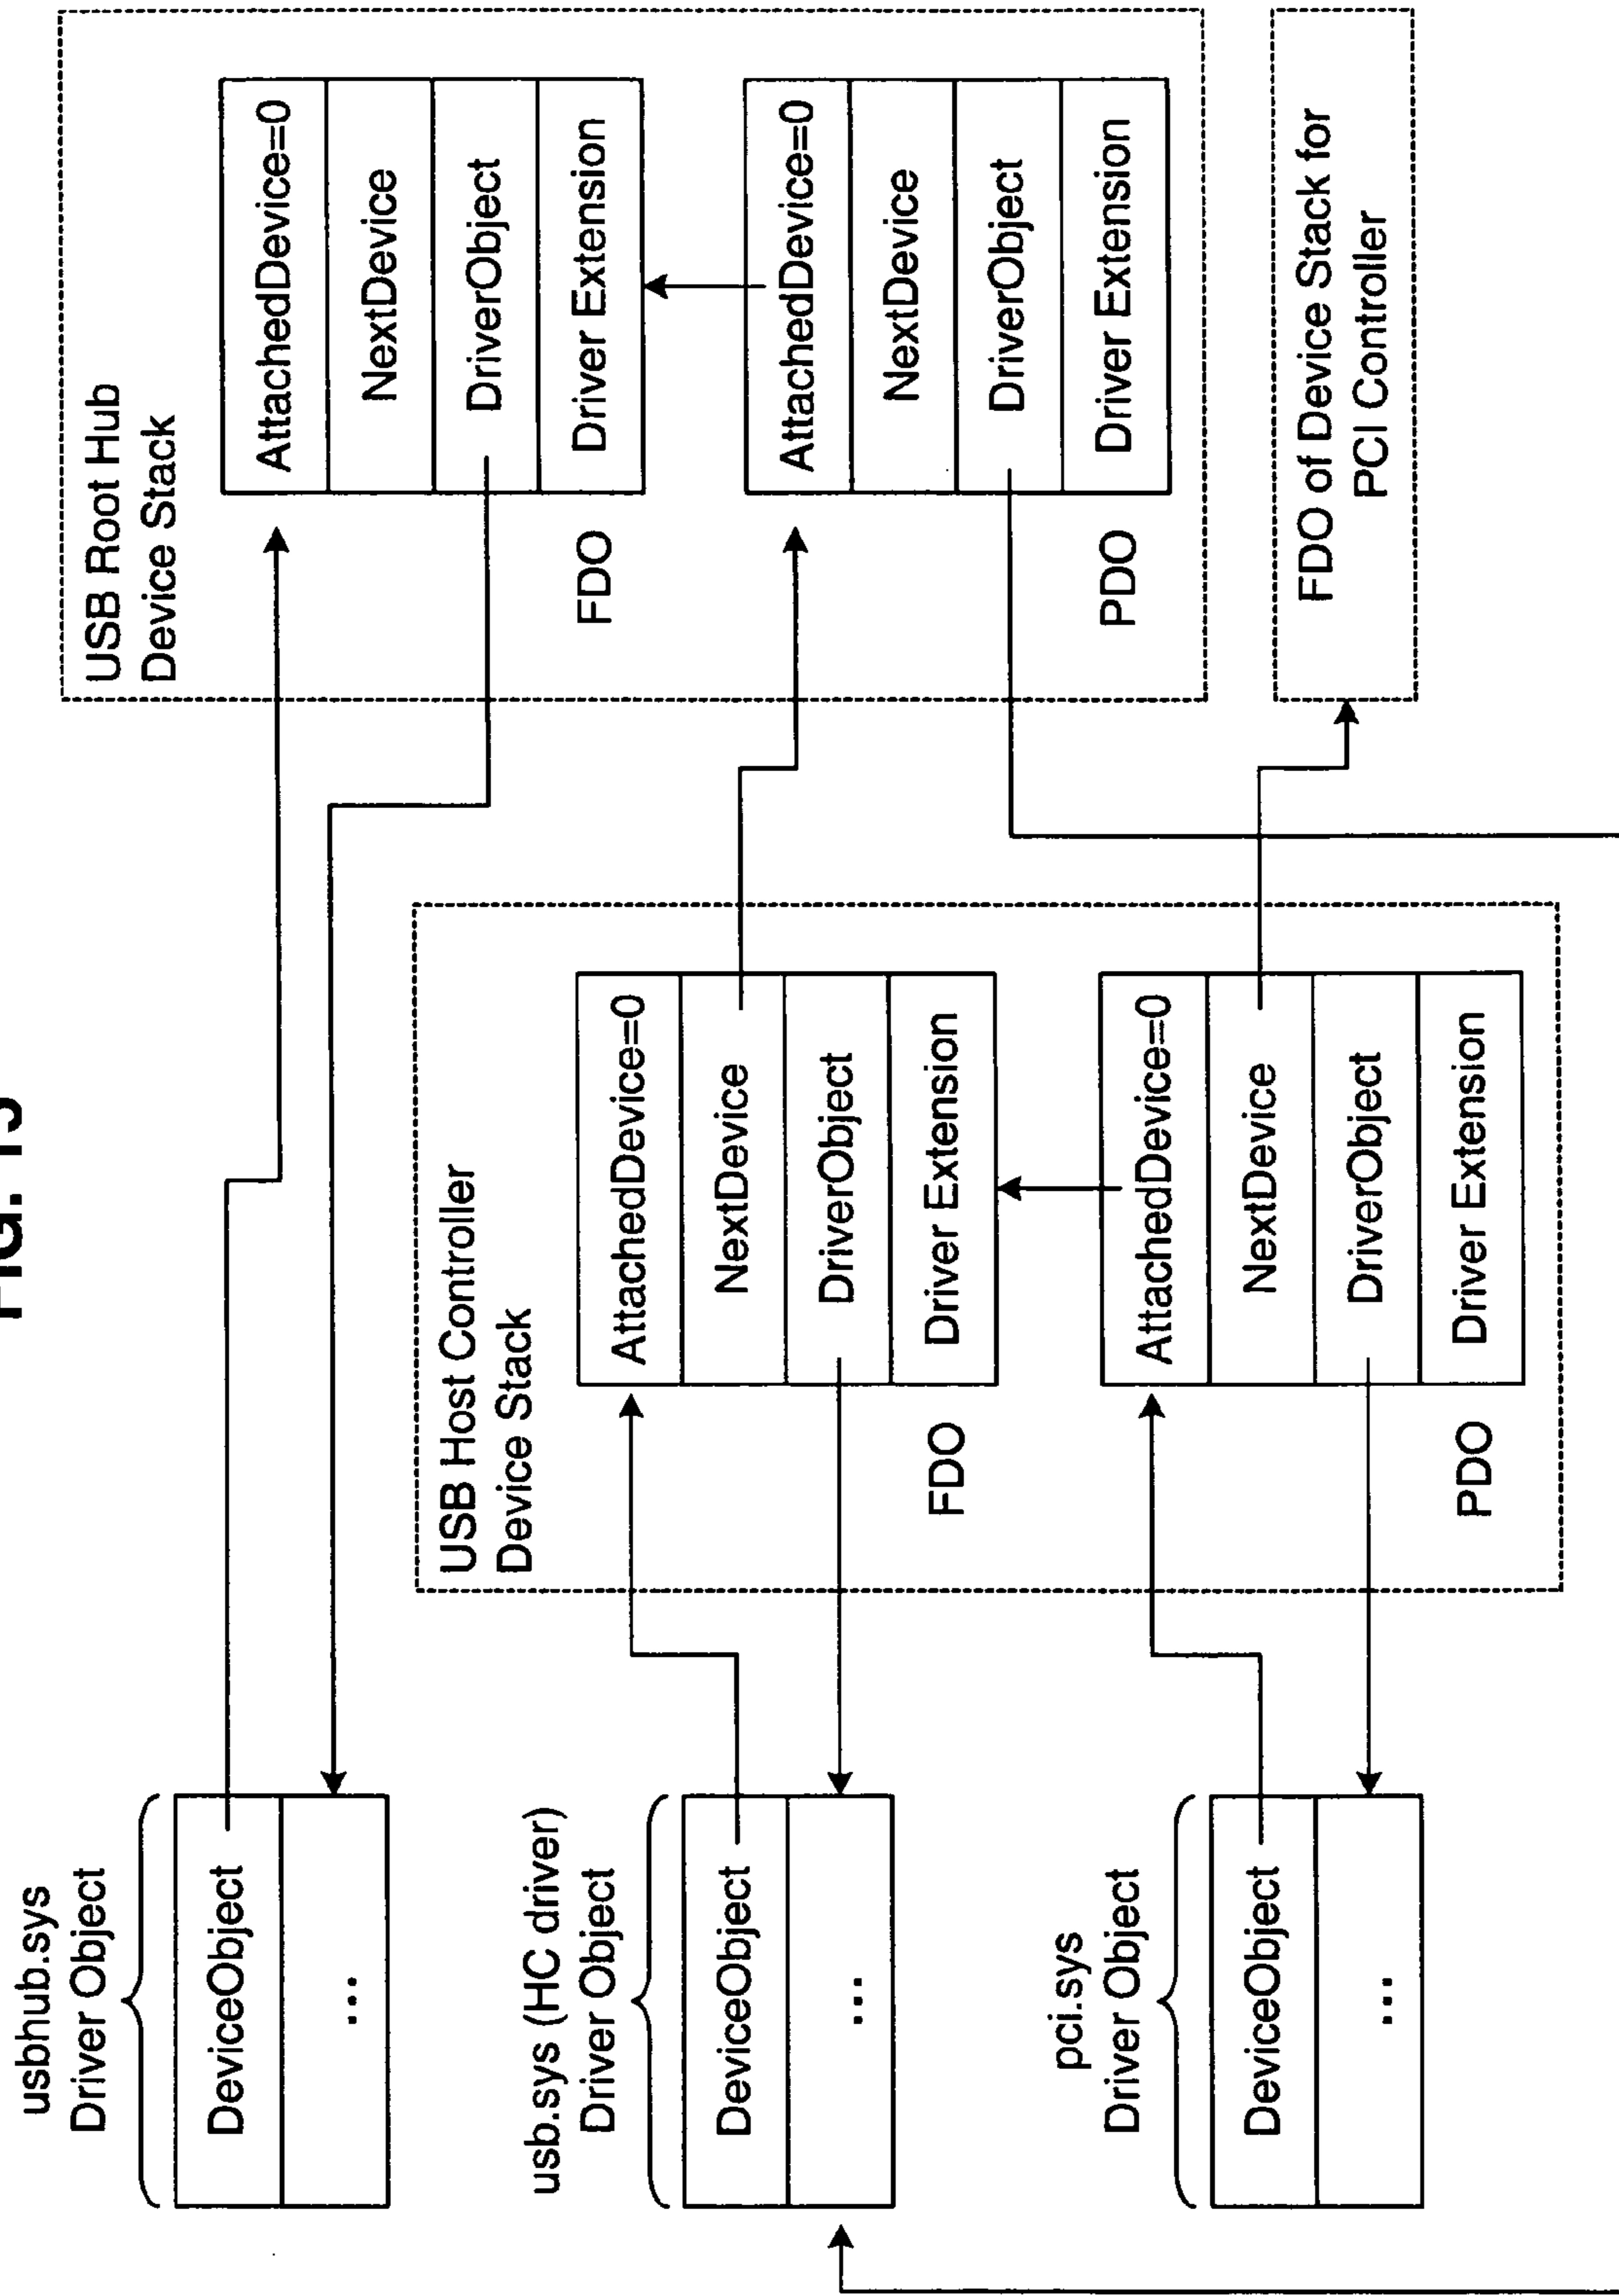 FIG.
usbhub.sys
Driver Object
DeviceObject
...
USB Root Hub
Device Stack
AttachedDevice=0
NextDevice
DriverObject
Driver Extension
FDO
AttachedDevice=0
NextDevice
DriverObject
Driver Extension
PDO
usb.sys (HC driver)
Driver Object
DeviceObject
...
USB Host Controller
Device Stack
AttachedDevice=0
NextDevice
DriverObject
Driver Extension
FDO
AttachedDevice=0
NextDevice
DriverObject
Driver Extension
PDO
pci.sys
Driver Object
DeviceObject
...
FDO of Device Stack for
PCI Controller